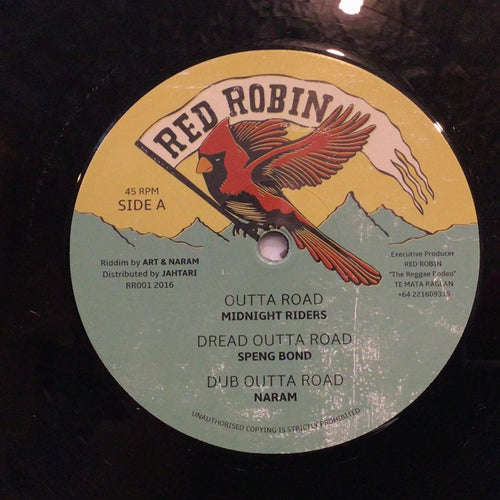 RED ROBIN
45 RPM
SIDE A
Riddim by ART & NARAM
Distributed by JAHTARI
RR001 2016
Executive Producer
RED ROBIN
"The Reggae Rodeo"
TE MATA RAGLAN
+64 221609315
OUTTA ROAD
MIDNIGHT RIDERS
DREAD OUTTA ROAD
SPENG BOND
DUB OUTTA ROAD
NARAM
UNAUTHORISED COPYING IS STRICTLY PROHIBITED